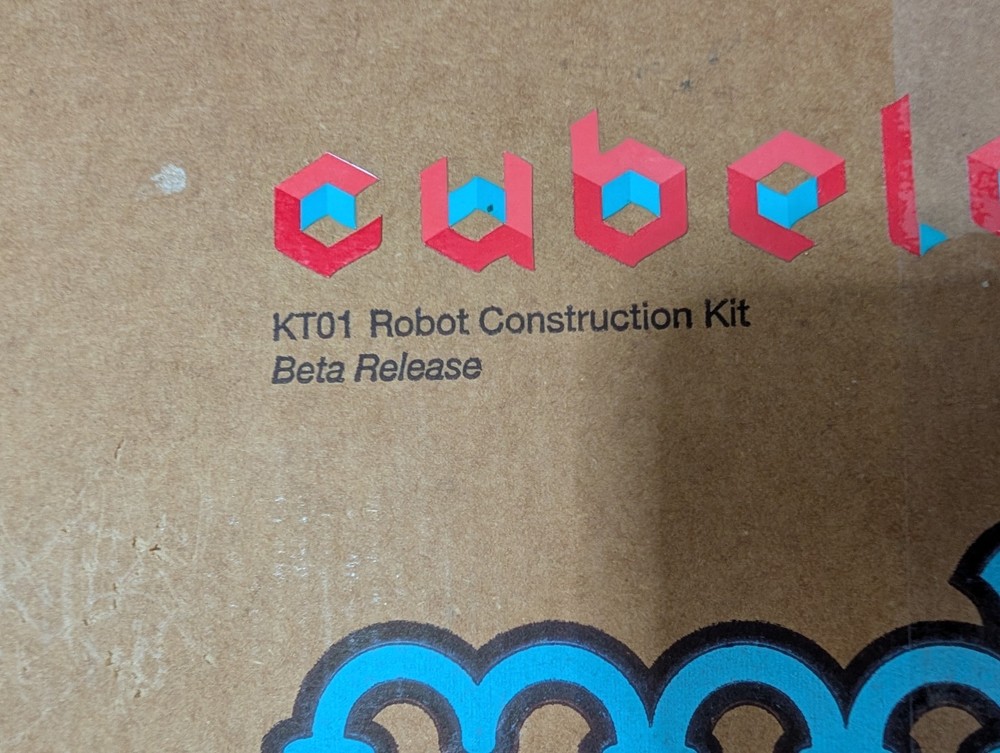 cubel
KT01 Robot Construction Kit
Beta Release